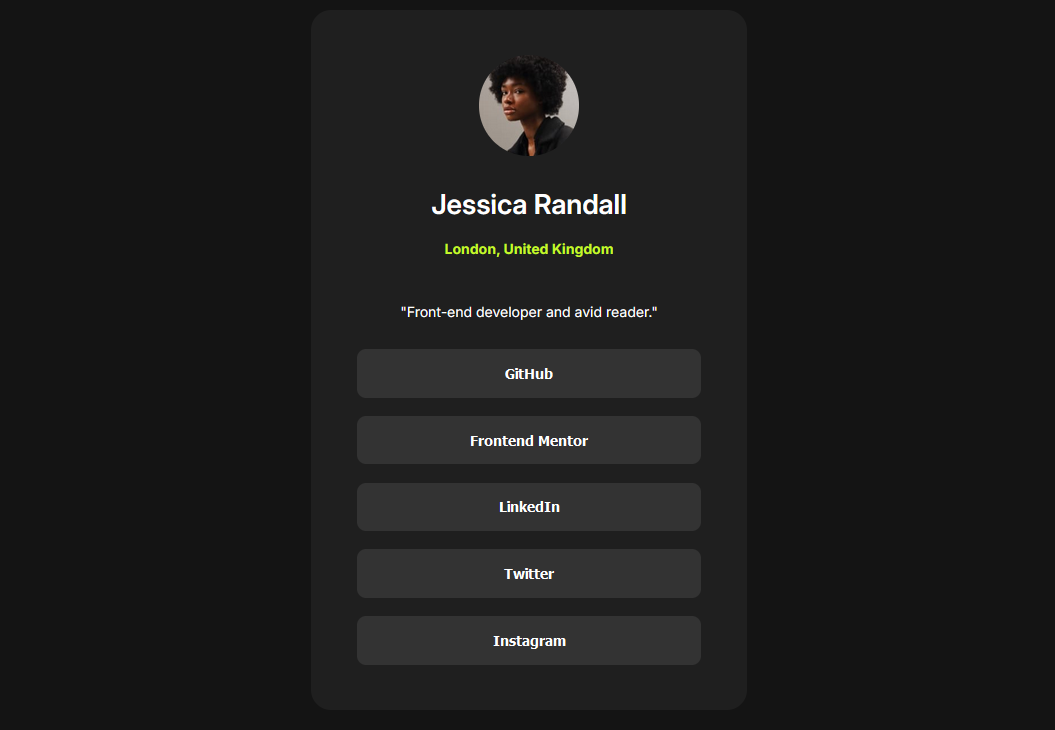 Jessica Randall
London, United Kingdom
"Front-end developer and avid reader."
GitHub
Frontend Mentor
LinkedIn
Twitter
Instagram